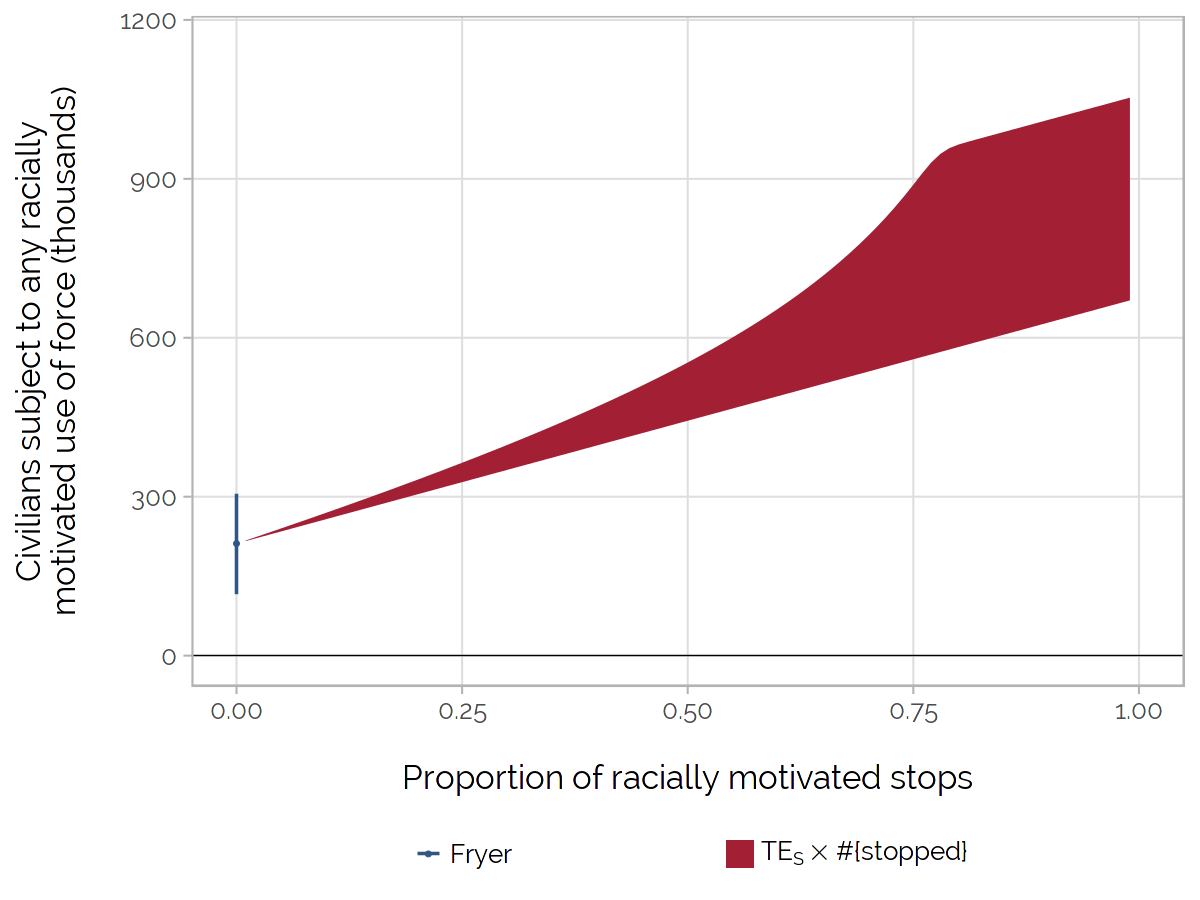 Civilians subject to any racially
motivated use of force (thousands)
1200
900
600
300
0
0.00 0.25 0.50 0.75 1.00
Proportion of racially motivated stops
Fryer
TES × #{stopped}